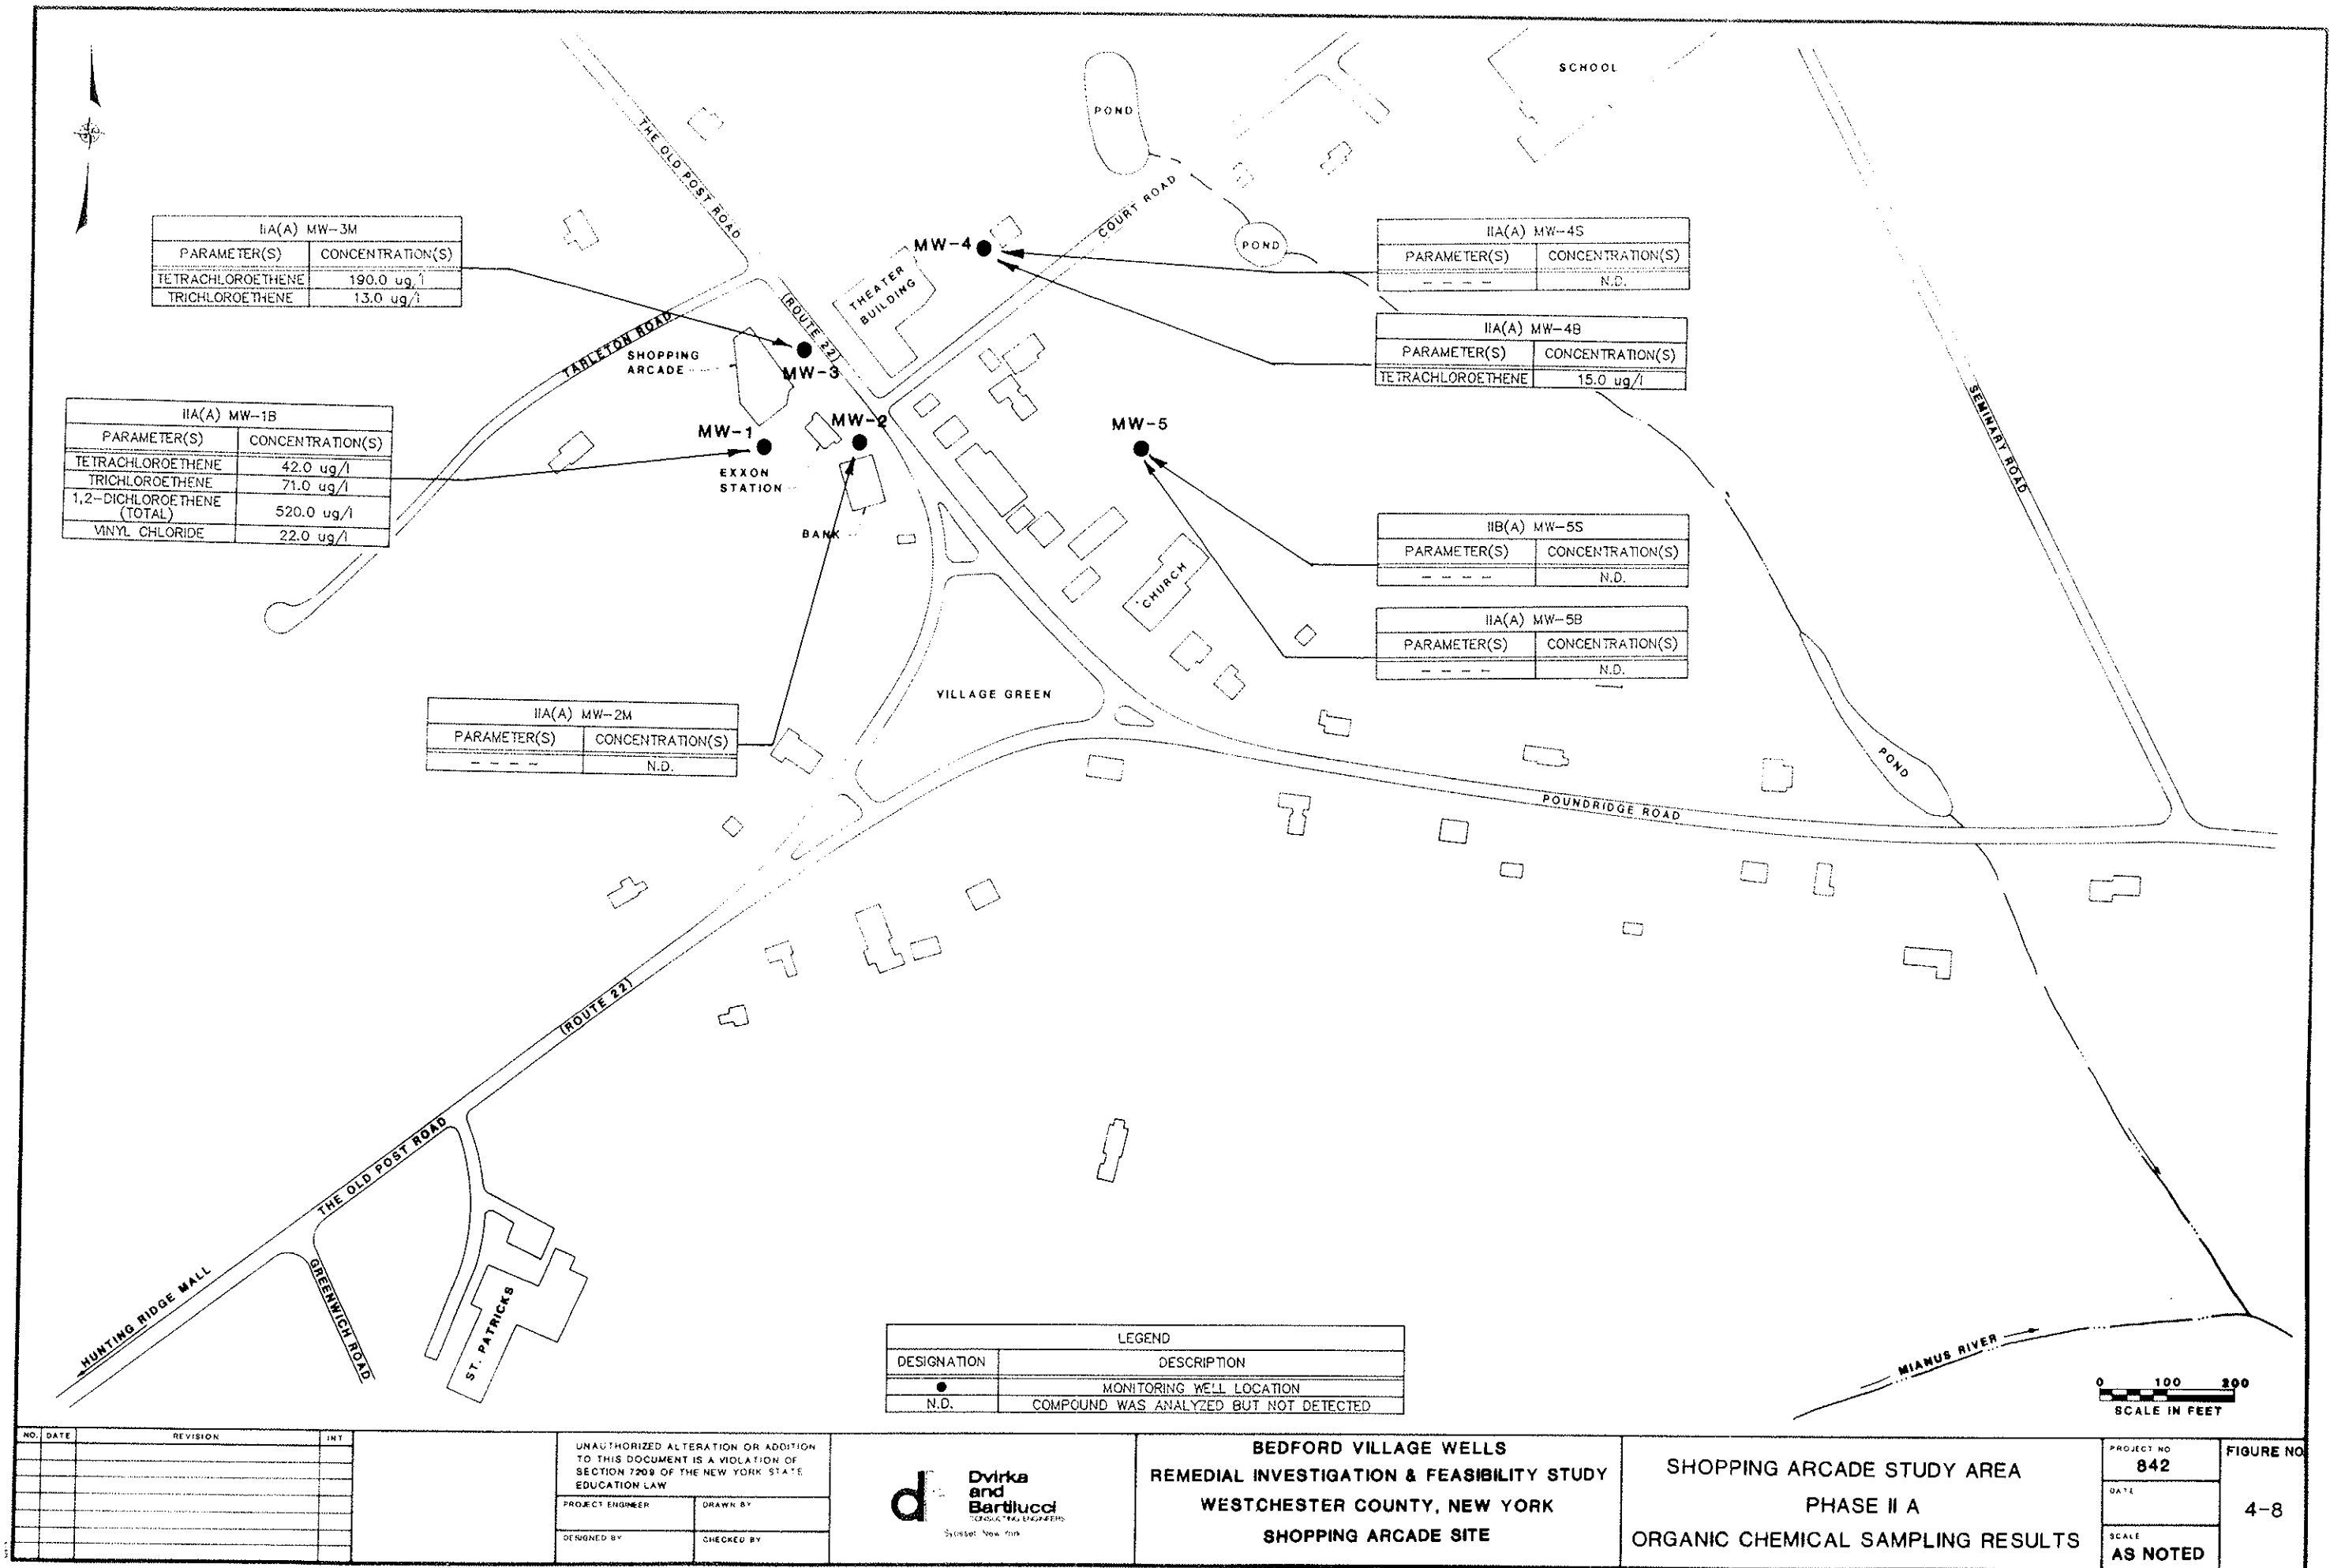 SCHOOL
POND
THE OLD POST ROAD
COURT ROAD
POND
IIA(A) MW-3M
PARAMETER(S) CONCENTRATION(S)
TETRACHLOROETHENE 190.0 ug/l
TRICHLOROETHENE 13.0 ug/l
MW-4
THEATER
BUILDING
(ROUTE 22)
IIA(A) MW-4S
PARAMETER(S) CONCENTRATION(S)
- - - - N.D.
IIA(A) MW-4B
PARAMETER(S) CONCENTRATION(S)
TETRACHLOROETHENE 15.0 ug/l
TARLETON ROAD
SHOPPING
ARCADE
MW-3
SEMINARY ROAD
IIA(A) MW-1B
PARAMETER(S) CONCENTRATION(S)
TETRACHLOROETHENE 42.0 ug/l
TRICHLOROETHENE 71.0 ug/l
1,2-DICHLOROETHENE
(TOTAL) 520.0 ug/l
VINYL CHLORIDE 22.0 ug/l
MW-1
MW-2
MW-5
EXXON
STATION
BANK
IIB(A) MW-5S
PARAMETER(S) CONCENTRATION(S)
- - - - N.D.
CHURCH
IIA(A) MW-5B
PARAMETER(S) CONCENTRATION(S)
- - - - N.D.
VILLAGE GREEN
IIA(A) MW-2M
PARAMETER(S) CONCENTRATION(S)
- - - - N.D.
POND
POUNDRIDGE ROAD
(ROUTE 22)
THE OLD POST ROAD
HUNTING RIDGE MALL
GREENWICH ROAD
ST. PATRICKS
MIANUS RIVER
LEGEND
DESIGNATION DESCRIPTION
● MONITORING WELL LOCATION
N.D. COMPOUND WAS ANALYZED BUT NOT DETECTED
0 100 200
SCALE IN FEET
NO. DATE REVISION INT
UNAUTHORIZED ALTERATION OR ADDITION
TO THIS DOCUMENT IS A VIOLATION OF
SECTION 7209 OF THE NEW YORK STATE
EDUCATION LAW
PROJECT ENGINEER DRAWN BY
DESIGNED BY CHECKED BY
Dvirka
and
Bartilucci
CONSULTING ENGINEERS
Syosset, New York
BEDFORD VILLAGE WELLS
REMEDIAL INVESTIGATION & FEASIBILITY STUDY
WESTCHESTER COUNTY, NEW YORK
SHOPPING ARCADE SITE
SHOPPING ARCADE STUDY AREA
PHASE II A
ORGANIC CHEMICAL SAMPLING RESULTS
PROJECT NO
842
DATE
SCALE
AS NOTED
FIGURE NO
4-8